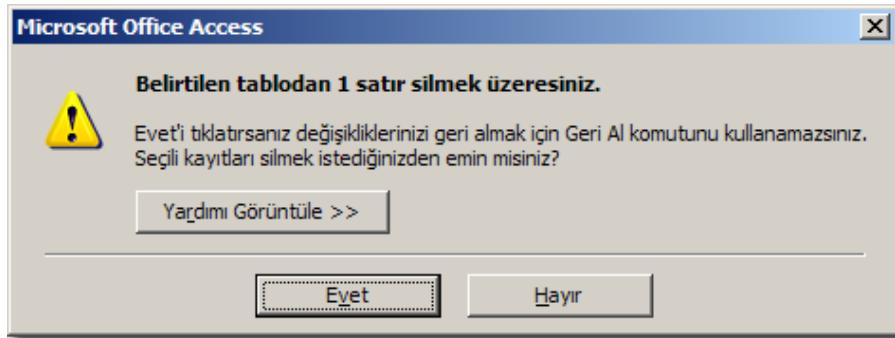 Microsoft Office Access
Belirtilen tablodan 1 satır silmek üzeresiniz.
Evet'i tıklatırsanız değişikliklerinizi geri almak için Geri Al komutunu kullanamazsınız.
Seçili kayıtları silmek istediğinizden emin misiniz?
Yardımı Görüntüle >>
Evet
Hayır